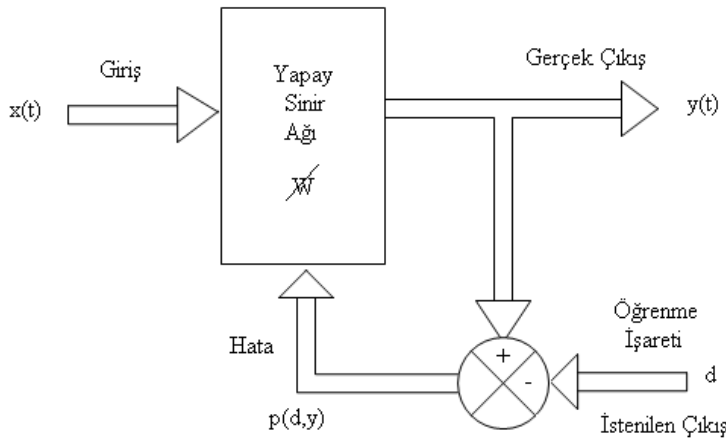 Giriş
x(t)
Yapay
Sinir
Ağı
W
Gerçek Çıkış
y(t)
Hata
p(d,y)
+
-
Öğrenme
İşareti
d
İstenilen Çıkış